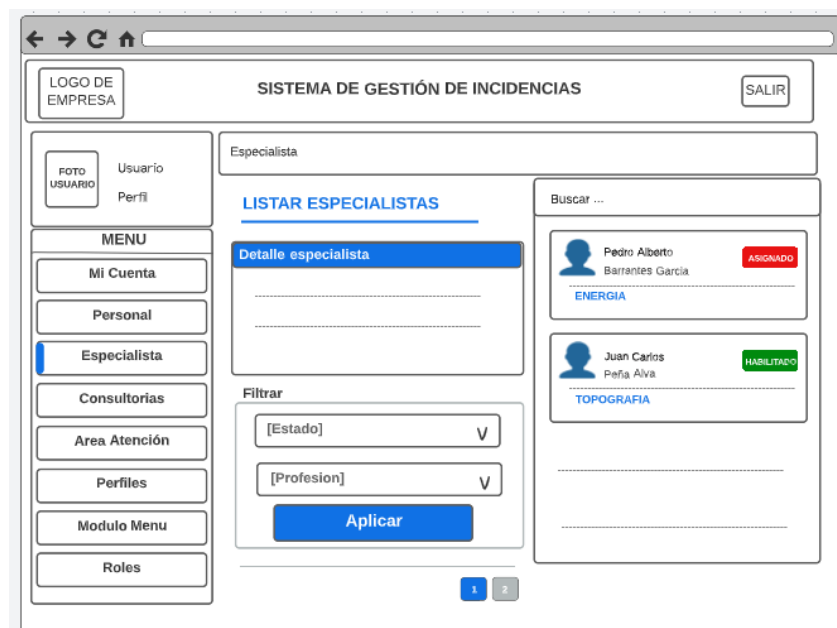 LOGO DE
EMPRESA
SISTEMA DE GESTIÓN DE INCIDENCIAS
SALIR
FOTO
USUARIO
Usuario
Perfil
MENU
Mi Cuenta
Personal
Especialista
Consultorias
Area Atención
Perfiles
Modulo Menu
Roles
Especialista
LISTAR ESPECIALISTAS
Detalle especialista
Filtrar
[Estado]
[Profesion]
Aplicar
1 2
Buscar ...
Pedro Alberto
Barrantes Garcia
ASIGNADO
ENERGIA
Juan Carlos
Peña Alva
HABILITADO
TOPOGRAFIA